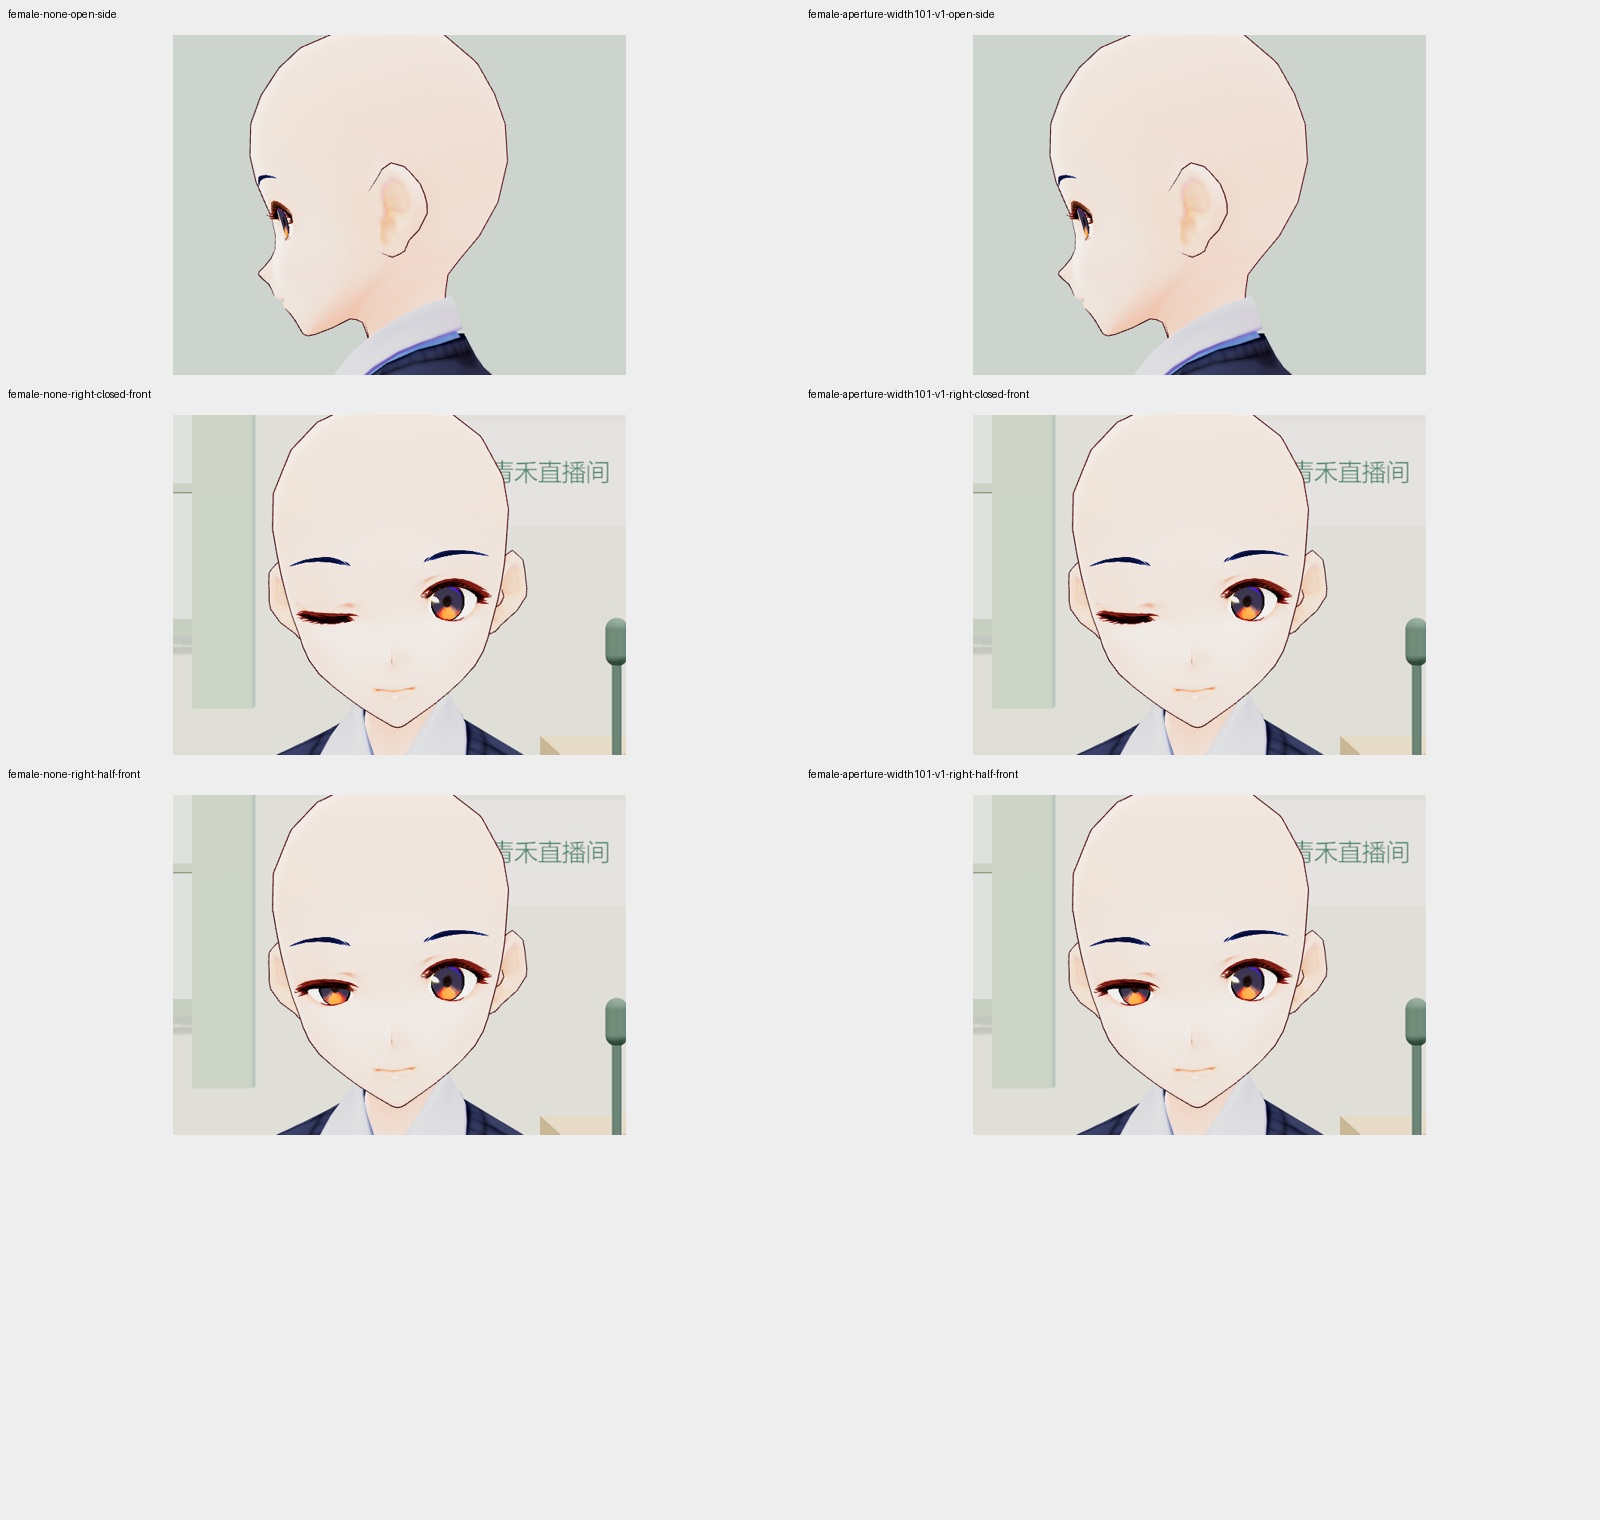 female-none-open-side
female-aperture-width101-v1-open-side
female-none-right-closed-front
female-aperture-width101-v1-right-closed-front
青禾直播间
青禾直播间
female-none-right-half-front
female-aperture-width101-v1-right-half-front
青禾直播间
青禾直播间